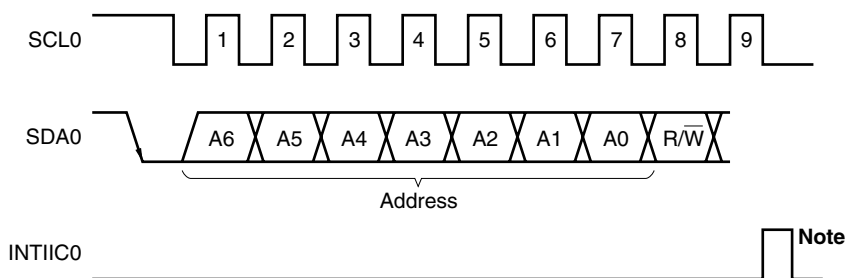 SCL0 1 2 3 4 5 6 7 8 9
SDA0 A6 A5 A4 A3 A2 A1 A0 R/W̅
Address
INTIIC0 Note